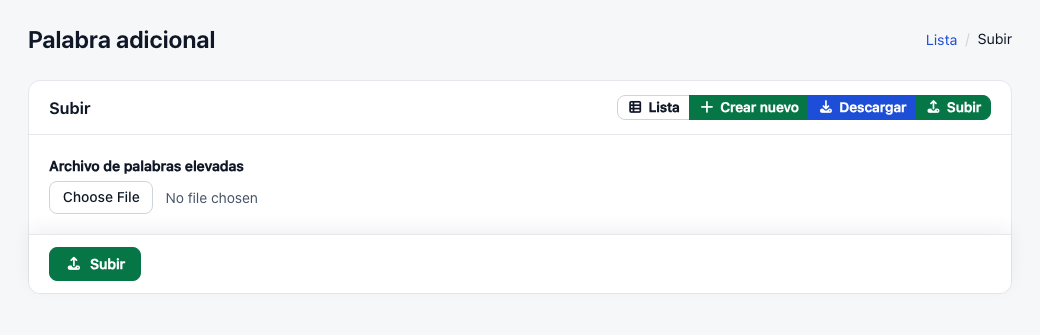 Palabra adicional
Lista / Subir
Subir
Lista
Crear nuevo
Descargar
Subir
Archivo de palabras elevadas
Choose File No file chosen
Subir